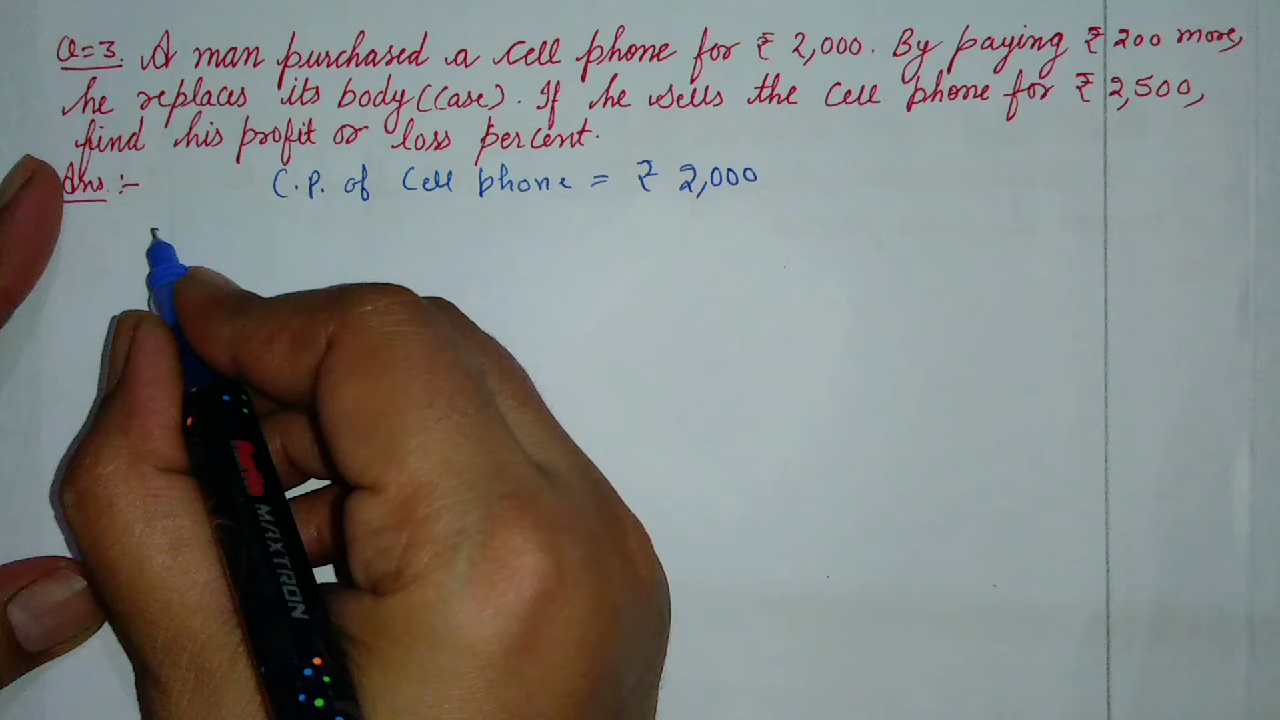 Q=3. A man purchased a cell phone for ₹ 2,000. By paying ₹ 200 more,
he replaces its body (case). If he sells the cell phone for ₹ 2,500,
find his profit or loss percent.
Ans :- C.P. of Cell phone = ₹ 2,000
MAXTRON